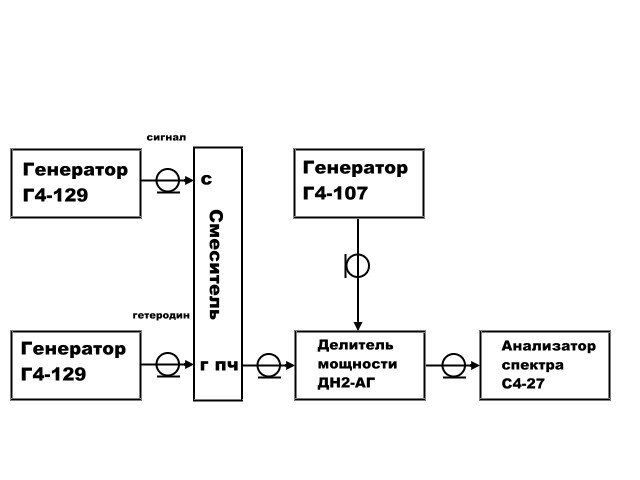 сигнал
Генератор
Г4-129
С
Смеситель
Генератор
Г4-107
гетеродин
Генератор
Г4-129
Г ПЧ
Делитель
мощности
ДН2-АГ
Анализатор
спектра
С4-27